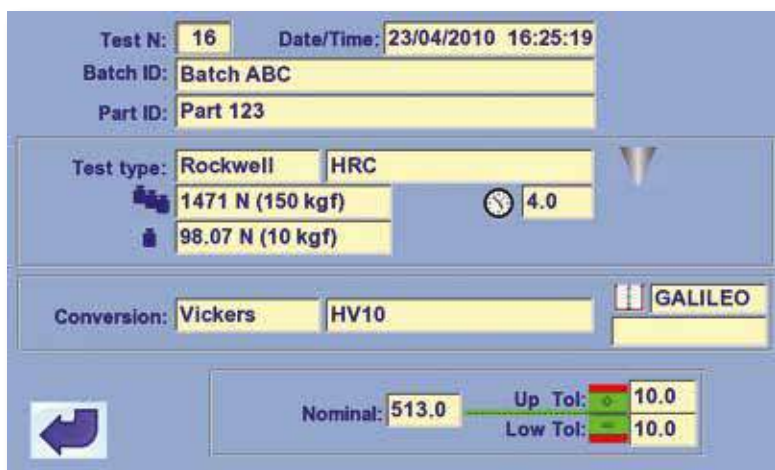 Test N: 16 Date/Time: 23/04/2010 16:25:19
Batch ID: Batch ABC
Part ID: Part 123
Test type: Rockwell HRC
1471 N (150 kgf) 4.0
98.07 N (10 kgf)
GALILEO
Conversion: Vickers HV10
Up Tol: 10.0
Nominal: 513.0
Low Tol: 10.0